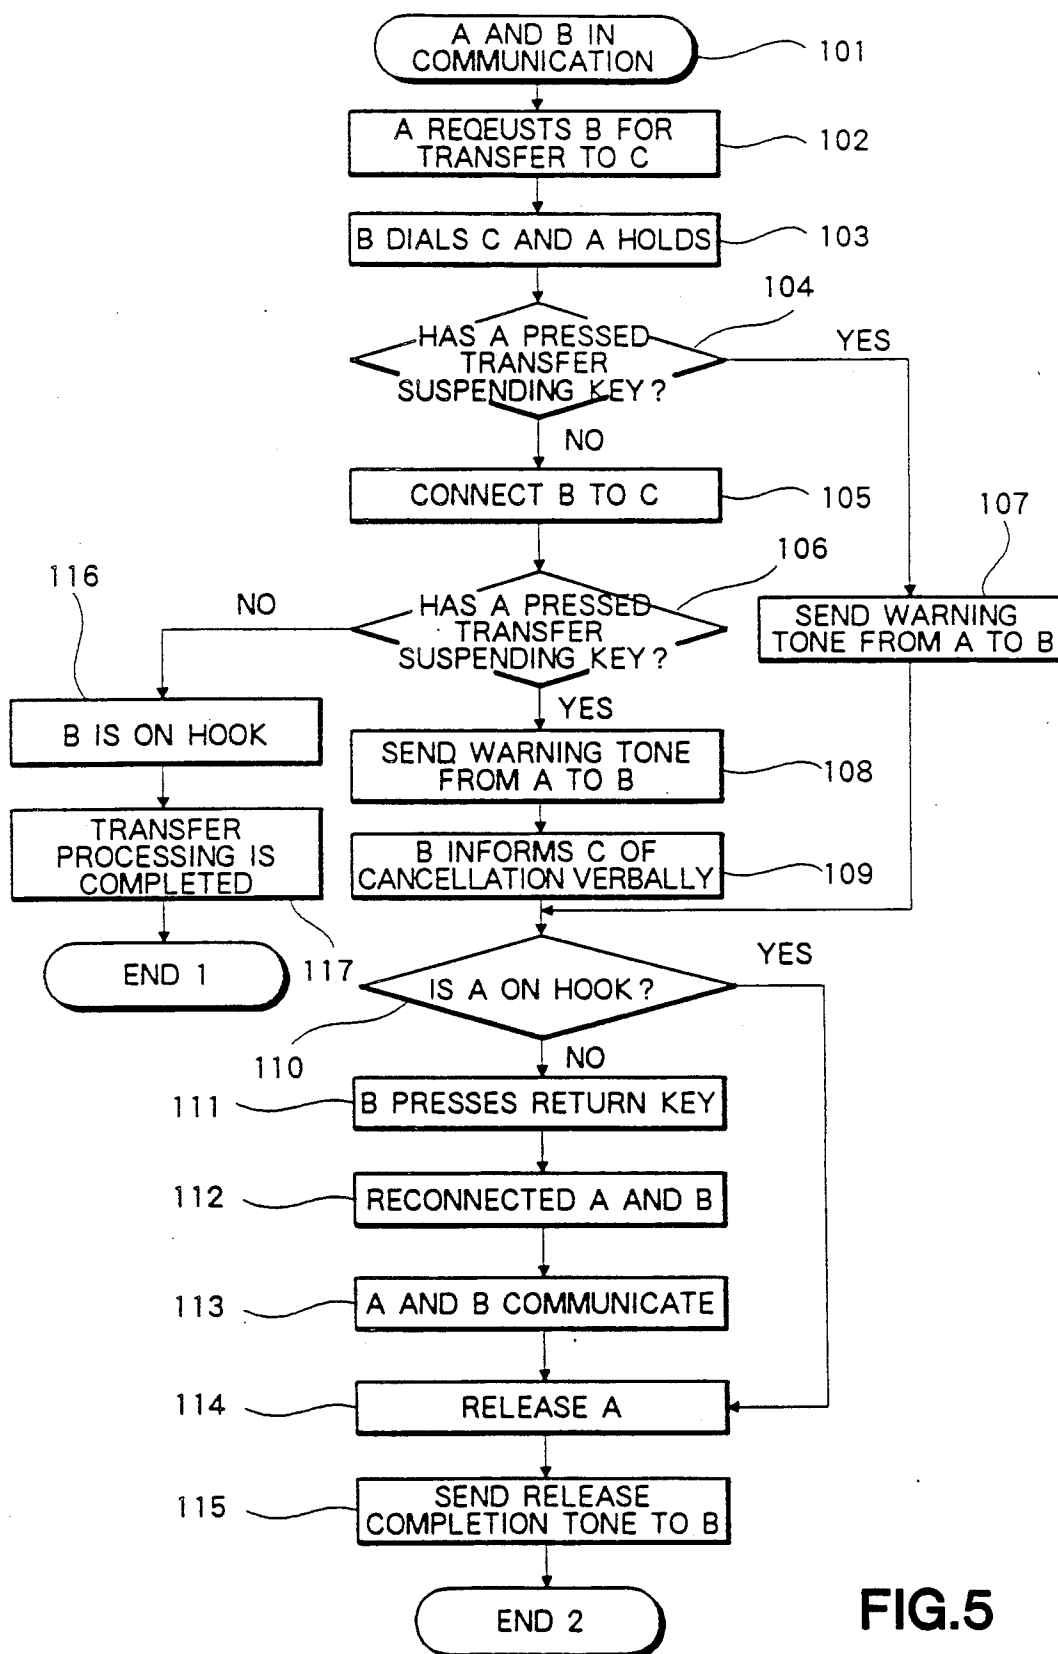 A AND B IN
COMMUNICATION
101
A REQEUSTS B FOR
TRANSFER TO C
102
B DIALS C AND A HOLDS
103
104
HAS A PRESSED
TRANSFER
SUSPENDING KEY?
YES
NO
CONNECT B TO C
105
107
106
116
NO
HAS A PRESSED
TRANSFER
SUSPENDING KEY?
SEND WARNING
TONE FROM A TO B
YES
B IS ON HOOK
SEND WARNING TONE
FROM A TO B
108
TRANSFER
PROCESSING IS
COMPLETED
B INFORMS C OF
CANCELLATION VERBALLY
109
117
END 1
YES
IS A ON HOOK?
110
NO
111
B PRESSES RETURN KEY
112
RECONNECTED A AND B
113
A AND B COMMUNICATE
114
RELEASE A
115
SEND RELEASE
COMPLETION TONE TO B
END 2
FIG.5